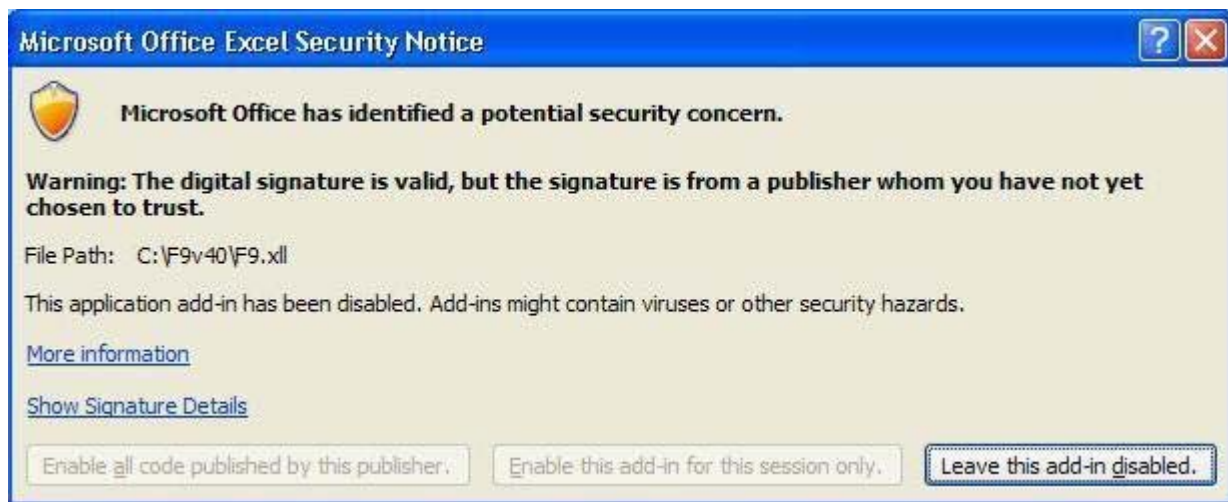 Microsoft Office Excel Security Notice
Microsoft Office has identified a potential security concern.
Warning: The digital signature is valid, but the signature is from a publisher whom you have not yet
chosen to trust.
File Path: C:\F9v40\F9.xll
This application add-in has been disabled. Add-ins might contain viruses or other security hazards.
More information
Show Signature Details
Enable all code published by this publisher. Enable this add-in for this session only. Leave this add-in disabled.